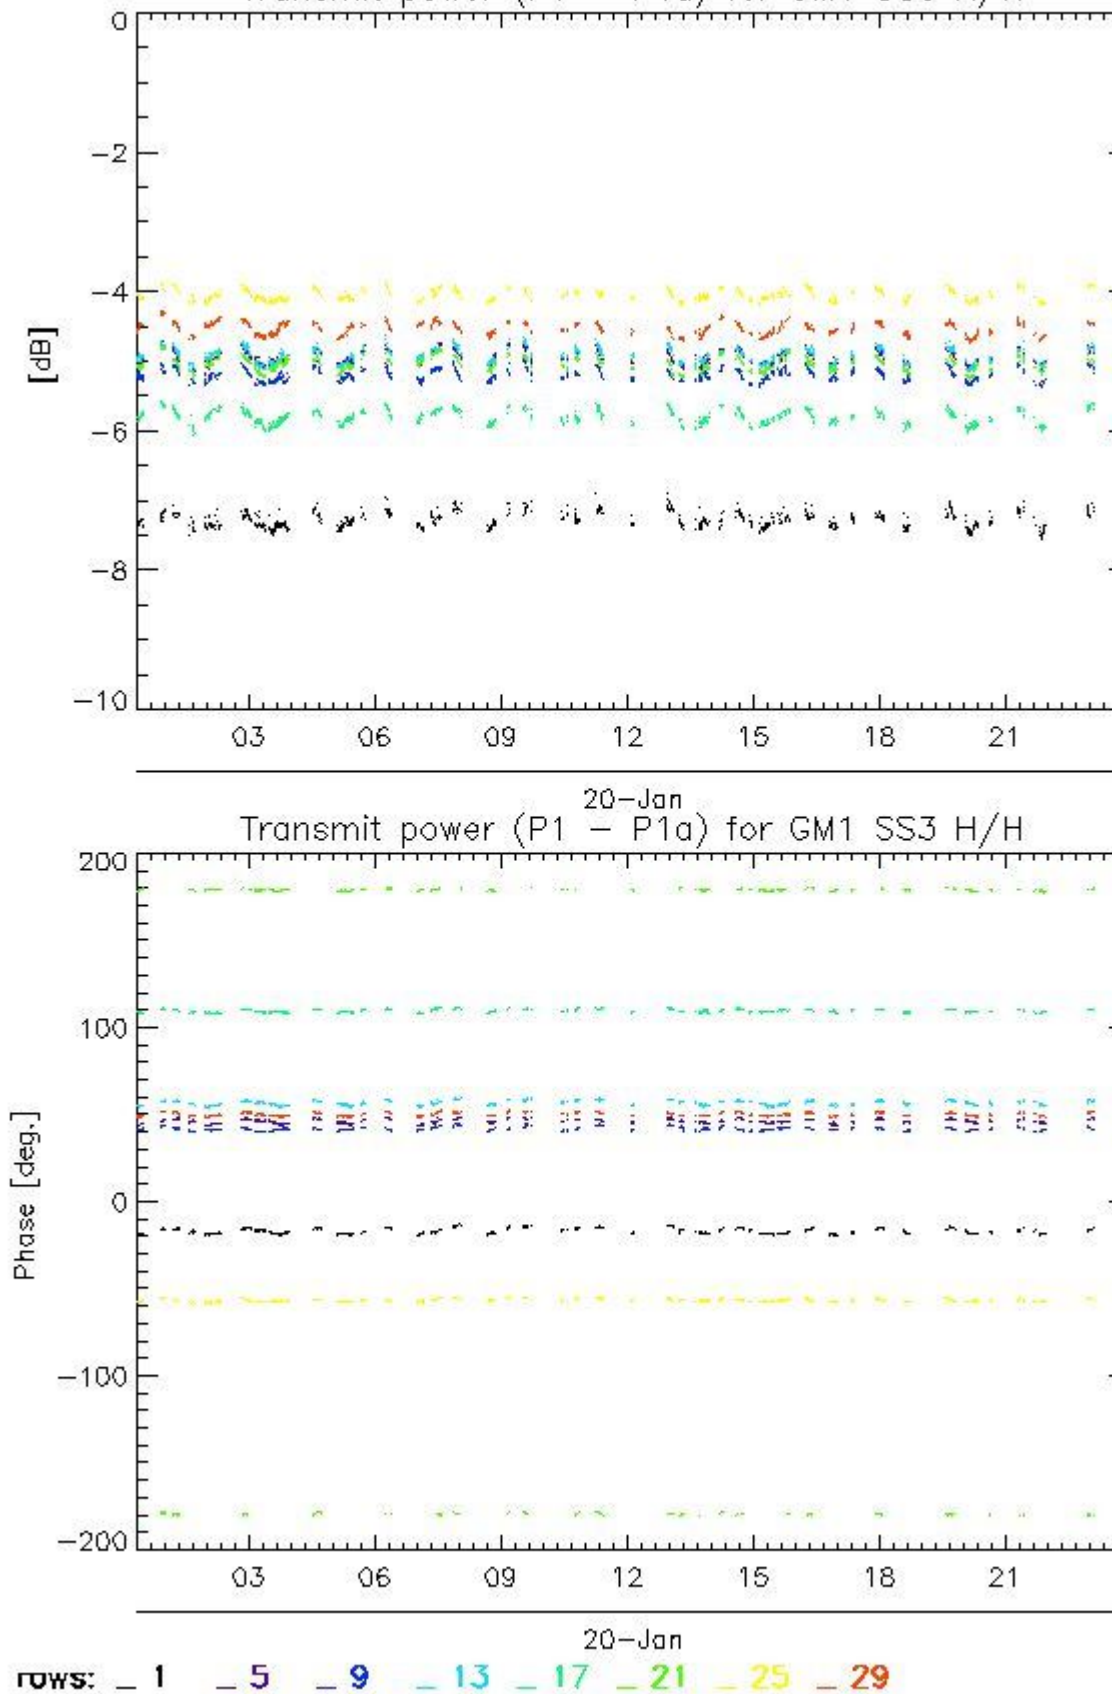 0
−2
−4
−6
−8
−10
[dB]
03 06 09 12 15 18 21
20−Jan
Transmit power (P1 − P1a) for GM1 SS3 H/H
200
100
0
−100
−200
Phase [deg.]
03 06 09 12 15 18 21
20−Jan
rows: _ 1 _ 5 _ 9 _ 13 _ 17 _ 21 _ 25 _ 29